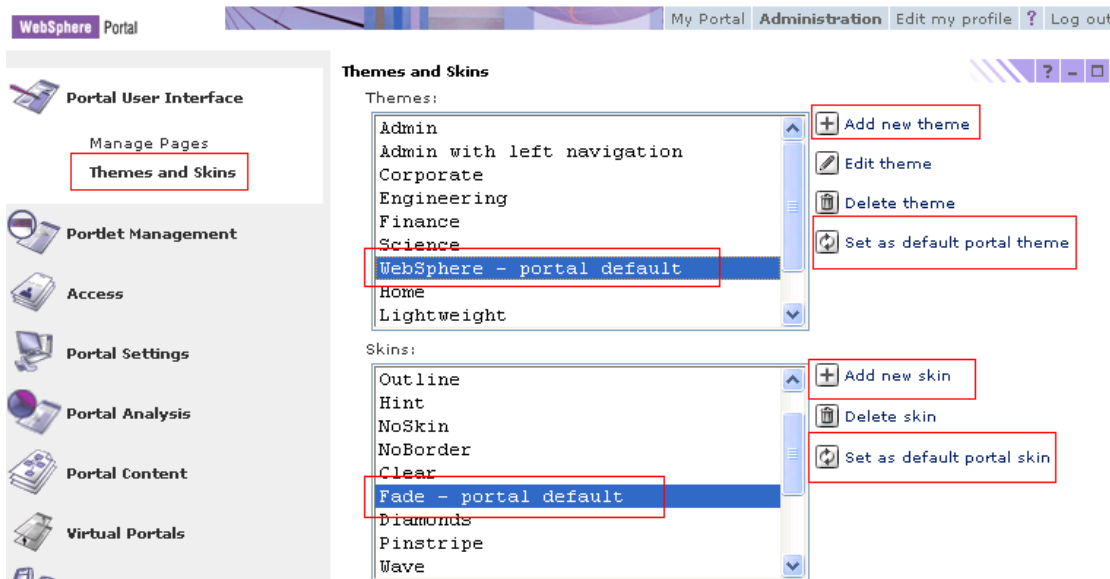 WebSphere Portal
My Portal Administration Edit my profile ? Log out
Portal User Interface
Manage Pages
Themes and Skins
Portlet Management
Access
Portal Settings
Portal Analysis
Portal Content
Virtual Portals
Themes and Skins
?
Themes:
Admin
Admin with left navigation
Corporate
Engineering
Finance
Science
WebSphere - portal default
Home
Lightweight
Add new theme
Edit theme
Delete theme
Set as default portal theme
Skins:
Outline
Hint
NoSkin
NoBorder
Clear
Fade - portal default
Diamonds
Pinstripe
Wave
Add new skin
Delete skin
Set as default portal skin